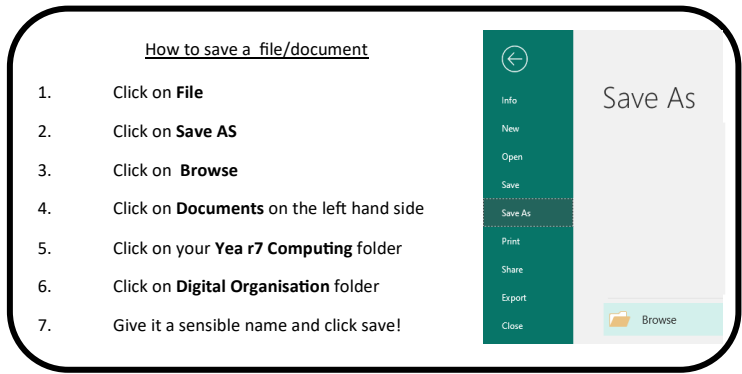 How to save a file/document
1. Click on File
2. Click on Save AS
3. Click on Browse
4. Click on Documents on the left hand side
5. Click on your Yea r7 Computing folder
6. Click on Digital Organisation folder
7. Give it a sensible name and click save!
Info
New
Open
Save
Save As
Print
Share
Export
Close
Save As
Browse